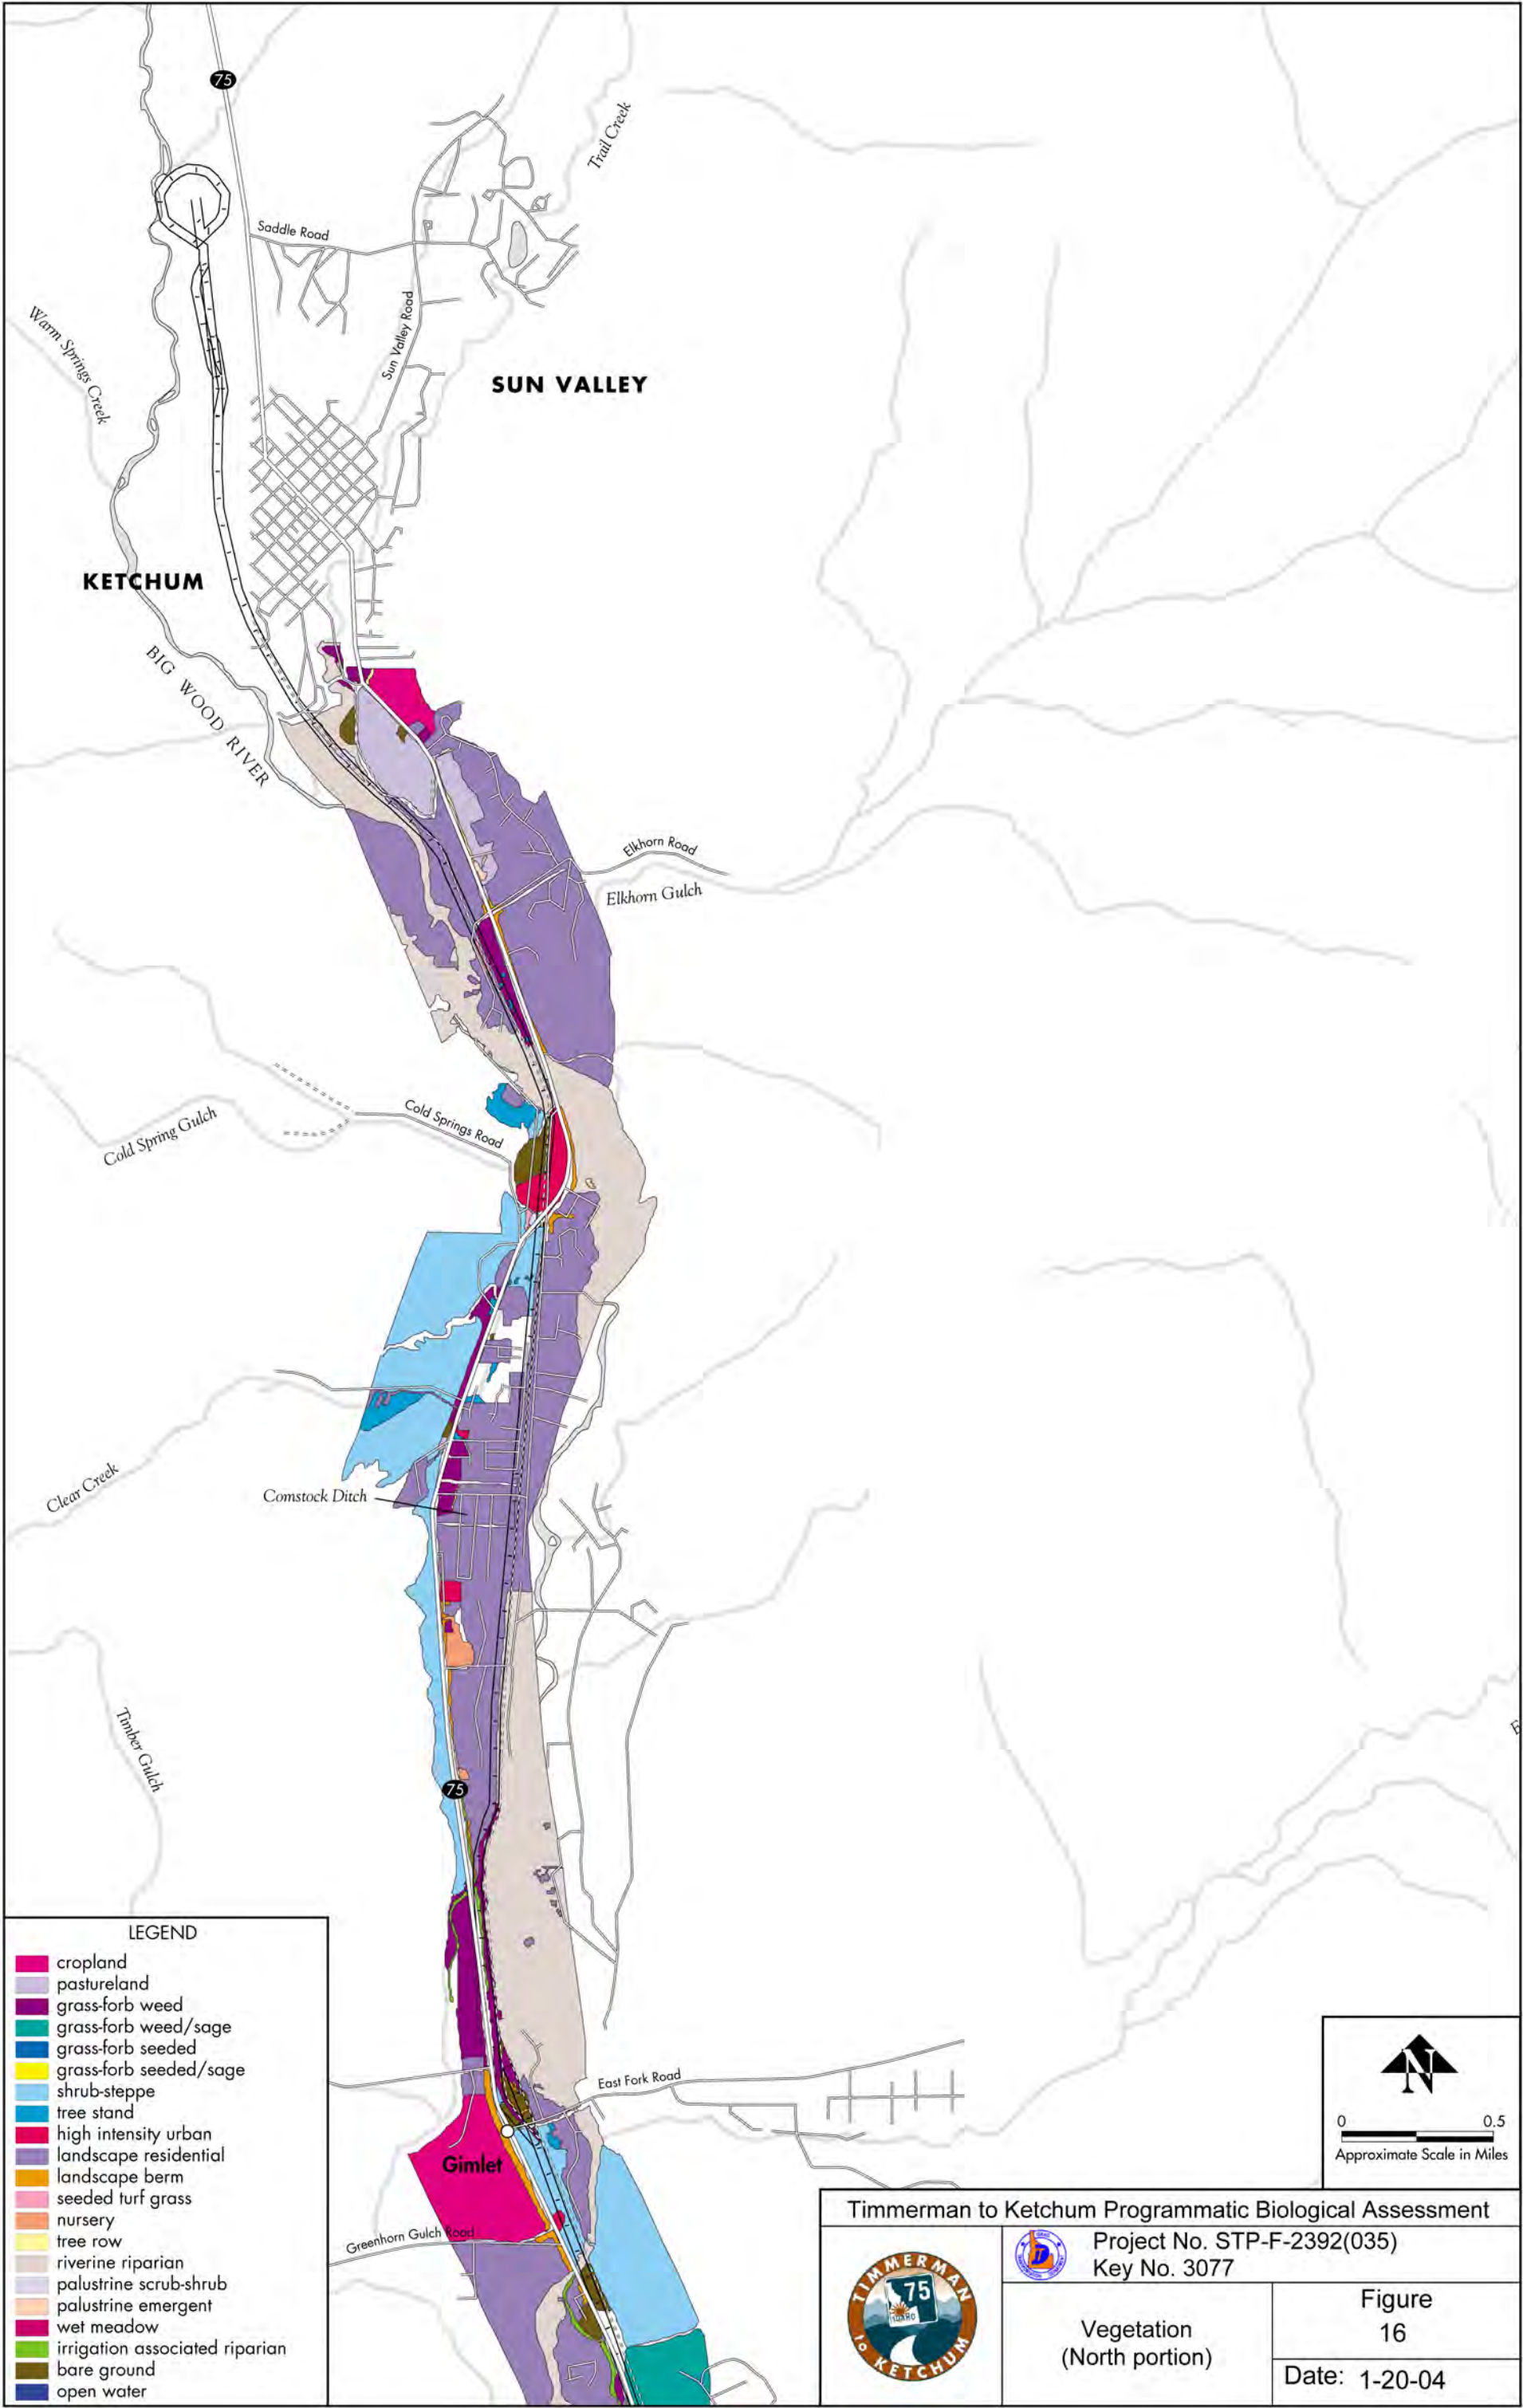 75
Trail Creek
Saddle Road
Warm Springs Creek
Sun Valley Road
SUN VALLEY
KETCHUM
BIG WOOD RIVER
Elkhorn Road
Elkhorn Gulch
Cold Springs Road
Cold Spring Gulch
Clear Creek
Comstock Ditch
Timber Gulch
75
East Fork Road
Gimlet
Greenhorn Gulch Road
LEGEND
cropland
pastureland
grass-forb weed
grass-forb weed/sage
grass-forb seeded
grass-forb seeded/sage
shrub-steppe
tree stand
high intensity urban
landscape residential
landscape berm
seeded turf grass
nursery
tree row
riverine riparian
palustrine scrub-shrub
palustrine emergent
wet meadow
irrigation associated riparian
bare ground
open water
N
0 0.5
Approximate Scale in Miles
Timmerman to Ketchum Programmatic Biological Assessment
Project No. STP-F-2392(035)
Key No. 3077
TIMMERMAN
75
IDAHO
to KETCHUM
Vegetation
(North portion)
Figure
16
Date: 1-20-04